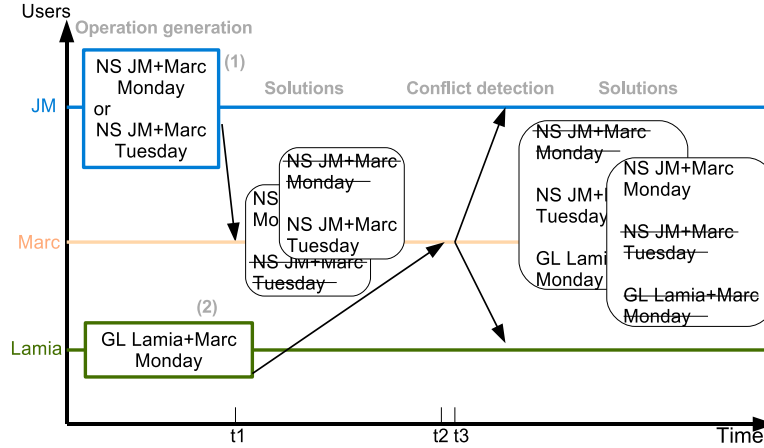 Users
Operation generation
(1)
NS JM+Marc
Monday
or
NS JM+Marc
Tuesday
JM
Solutions
Conflict detection
Solutions
NS JM+Marc
Monday
NS JM+Marc
Tuesday
NS
Mo
NS JM+Marc
Tuesday
NS JM+Marc
Monday
NS JM+
Tuesday
GL Lamia
Monday
NS JM+Marc
Monday
NS JM+Marc
Tuesday
GL Lamia+Marc
Monday
Marc
(2)
GL Lamia+Marc
Monday
Lamia
t1
t2
t3
Time